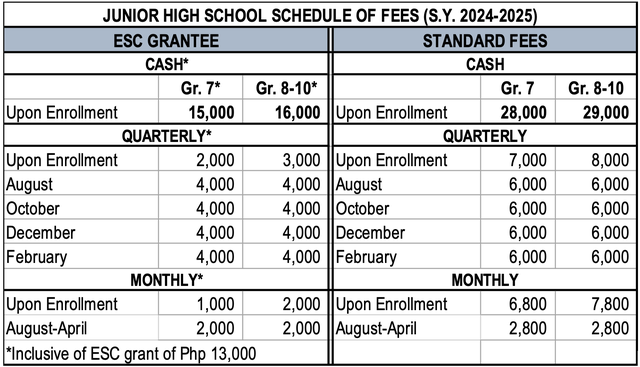 JUNIOR HIGH SCHOOL SCHEDULE OF FEES (S.Y. 2024-2025)
ESC GRANTEE STANDARD FEES
CASH* CASH
Gr. 7* Gr. 8-10* Gr. 7 Gr. 8-10
Upon Enrollment 15,000 16,000 Upon Enrollment 28,000 29,000
QUARTERLY* QUARTERLY
Upon Enrollment 2,000 3,000 Upon Enrollment 7,000 8,000
August 4,000 4,000 August 6,000 6,000
October 4,000 4,000 October 6,000 6,000
December 4,000 4,000 December 6,000 6,000
February 4,000 4,000 February 6,000 6,000
MONTHLY* MONTHLY
Upon Enrollment 1,000 2,000 Upon Enrollment 6,800 7,800
August-April 2,000 2,000 August-April 2,800 2,800
*Inclusive of ESC grant of Php 13,000